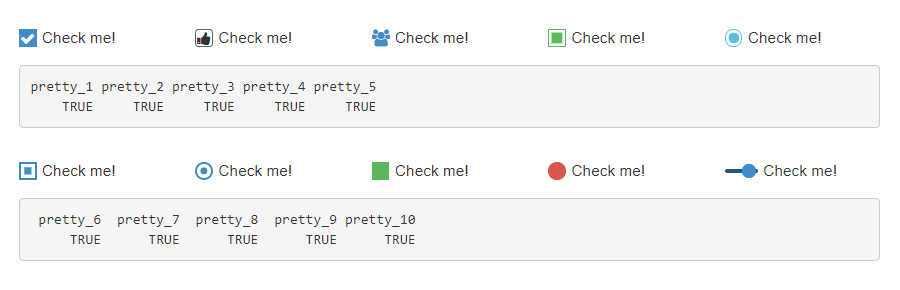 Check me! Check me! Check me! Check me! Check me!
pretty_1 pretty_2 pretty_3 pretty_4 pretty_5
TRUE TRUE TRUE TRUE TRUE
Check me! Check me! Check me! Check me! Check me!
pretty_6 pretty_7 pretty_8 pretty_9 pretty_10
TRUE TRUE TRUE TRUE TRUE